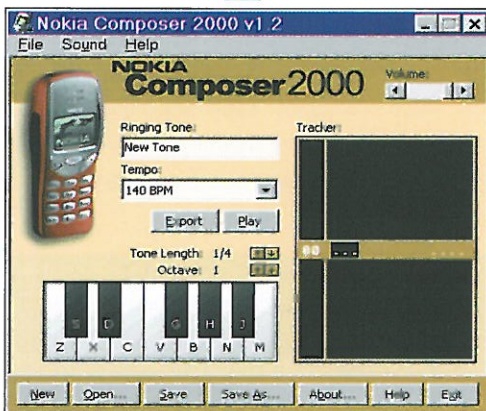 Nokia Composer 2000 v1.2
File Sound Help
NOKIA
Composer2000
Volume:
Ringing Tone:
New Tone
Tempo:
140 BPM
Export Play
Tone Length: 1/4
Octave: 1
Tracker:
00 ... ....
S D G H J
Z X C V B N M
New Open... Save Save As... About... Help Exit